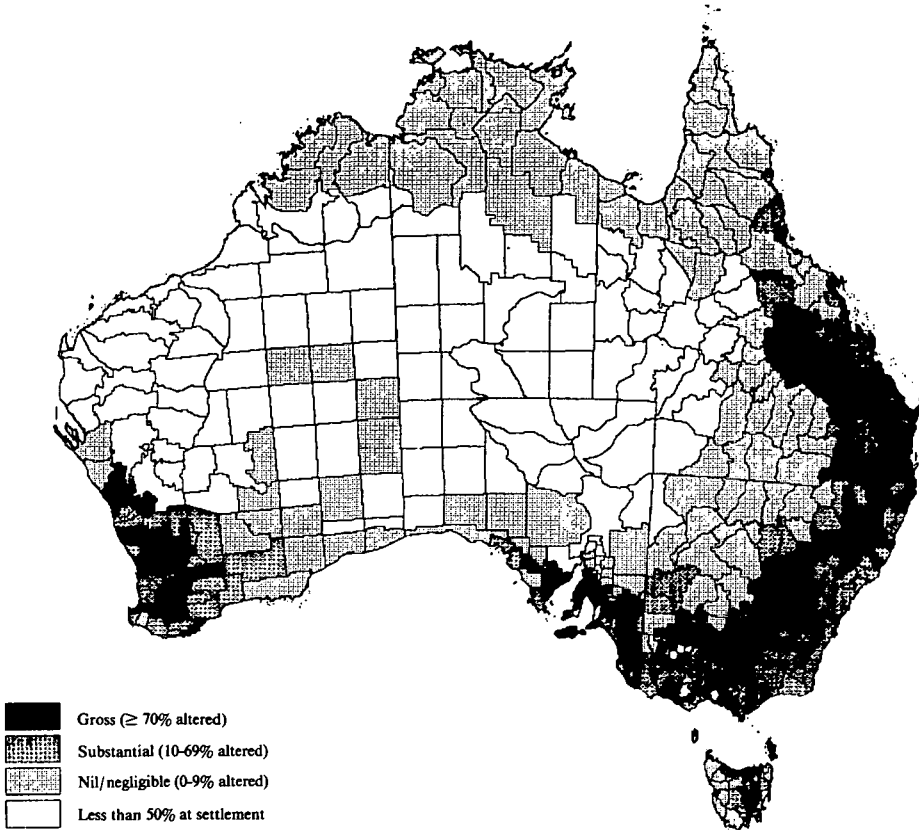 Gross (≥ 70% altered)
Substantial (10-69% altered)
Nil/negligible (0-9% altered)
Less than 50% at settlement